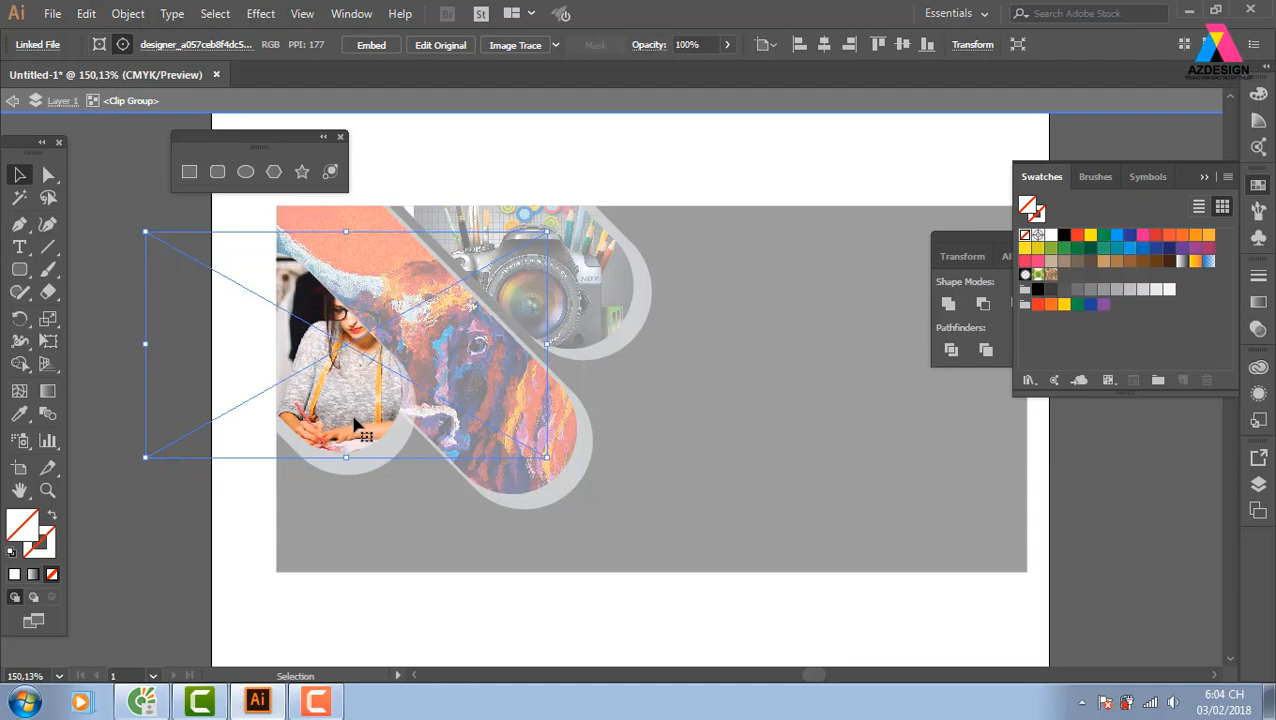 Ai File Edit Object Type Select Effect View Window Help Br St Essentials Search Adobe Stock
Linked File designer_a057ceb8f4dc5... RGB PPI: 177 Embed Edit Original Image Trace Mask Opacity: 100% Transform
AZDESIGN
Untitled-1* @ 150,13% (CMYK/Preview)
Layer 1 <Clip Group>
Swatches Brushes Symbols
Transform
Shape Modes:
Pathfinders:
150,13% 1 Selection
Ai
6:04 CH
03/02/2018